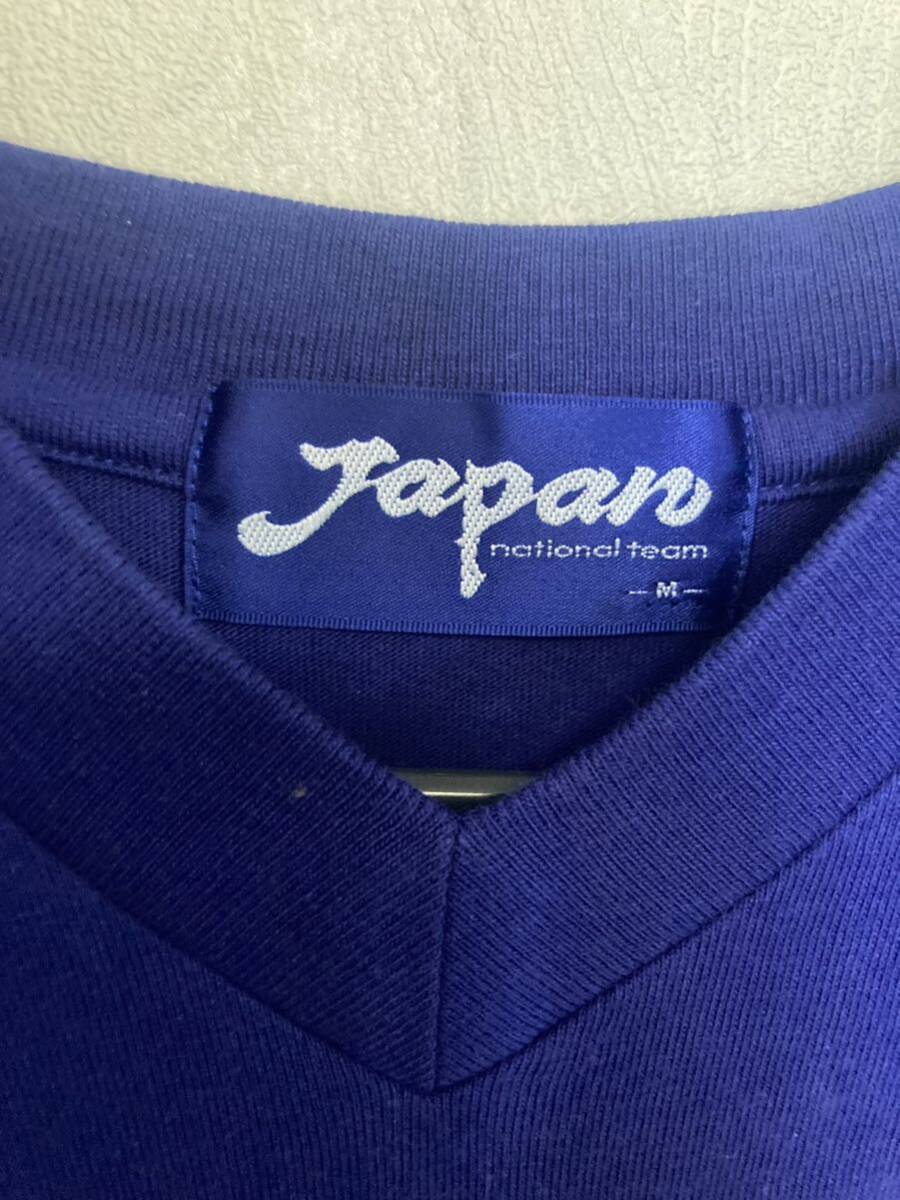 Japan
national team
- M -